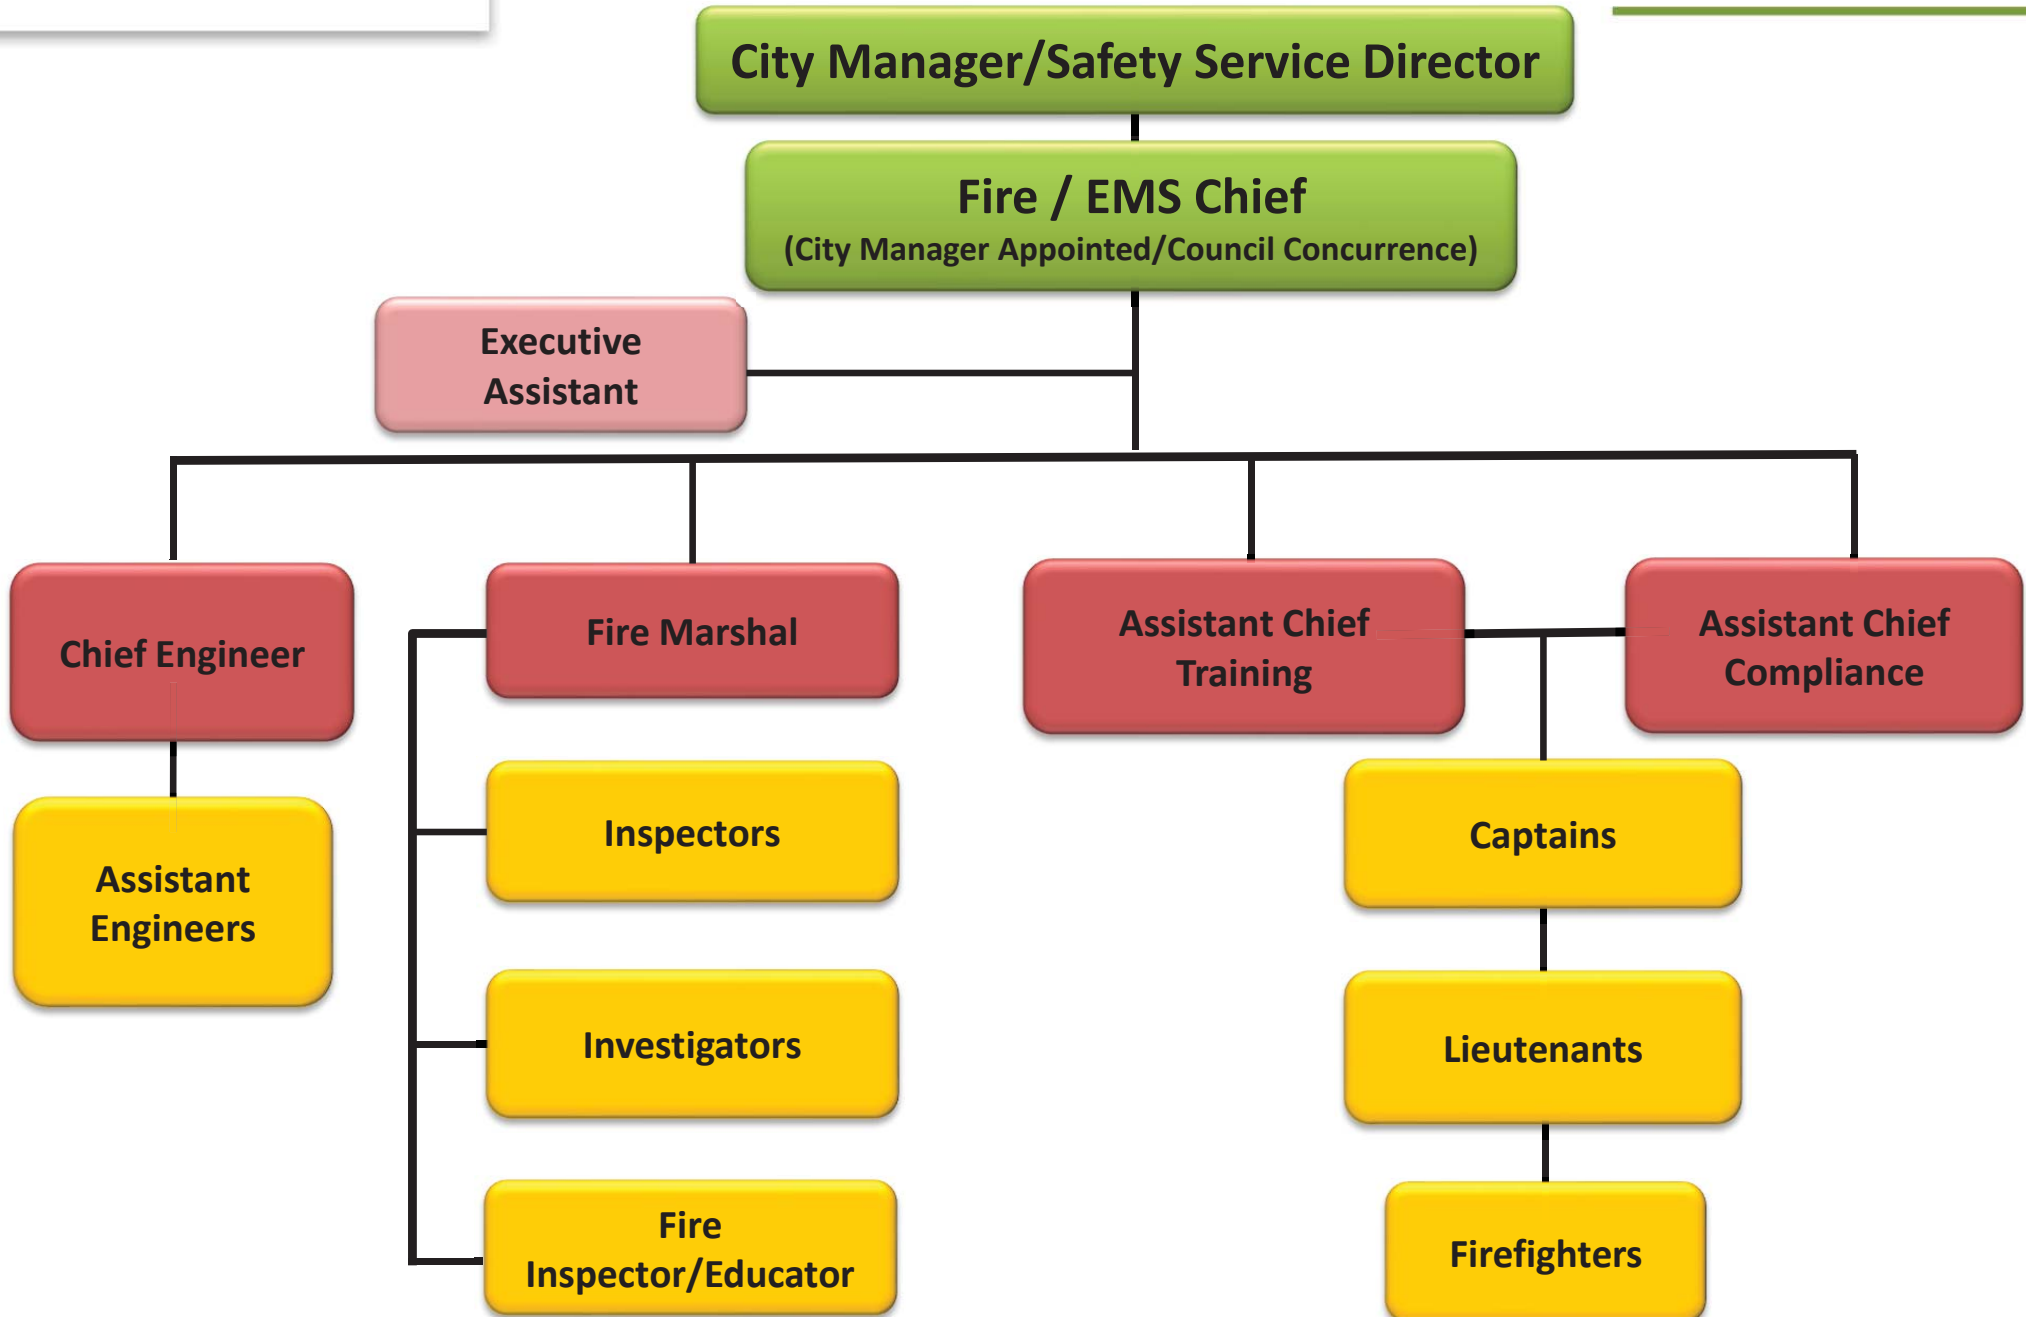 City Manager/Safety Service Director
Fire / EMS Chief
(City Manager Appointed/Council Concurrence)
Executive
Assistant
Chief Engineer
Fire Marshal
Assistant Chief
Training
Assistant Chief
Compliance
Assistant
Engineers
Inspectors
Captains
Investigators
Lieutenants
Fire
Inspector/Educator
Firefighters